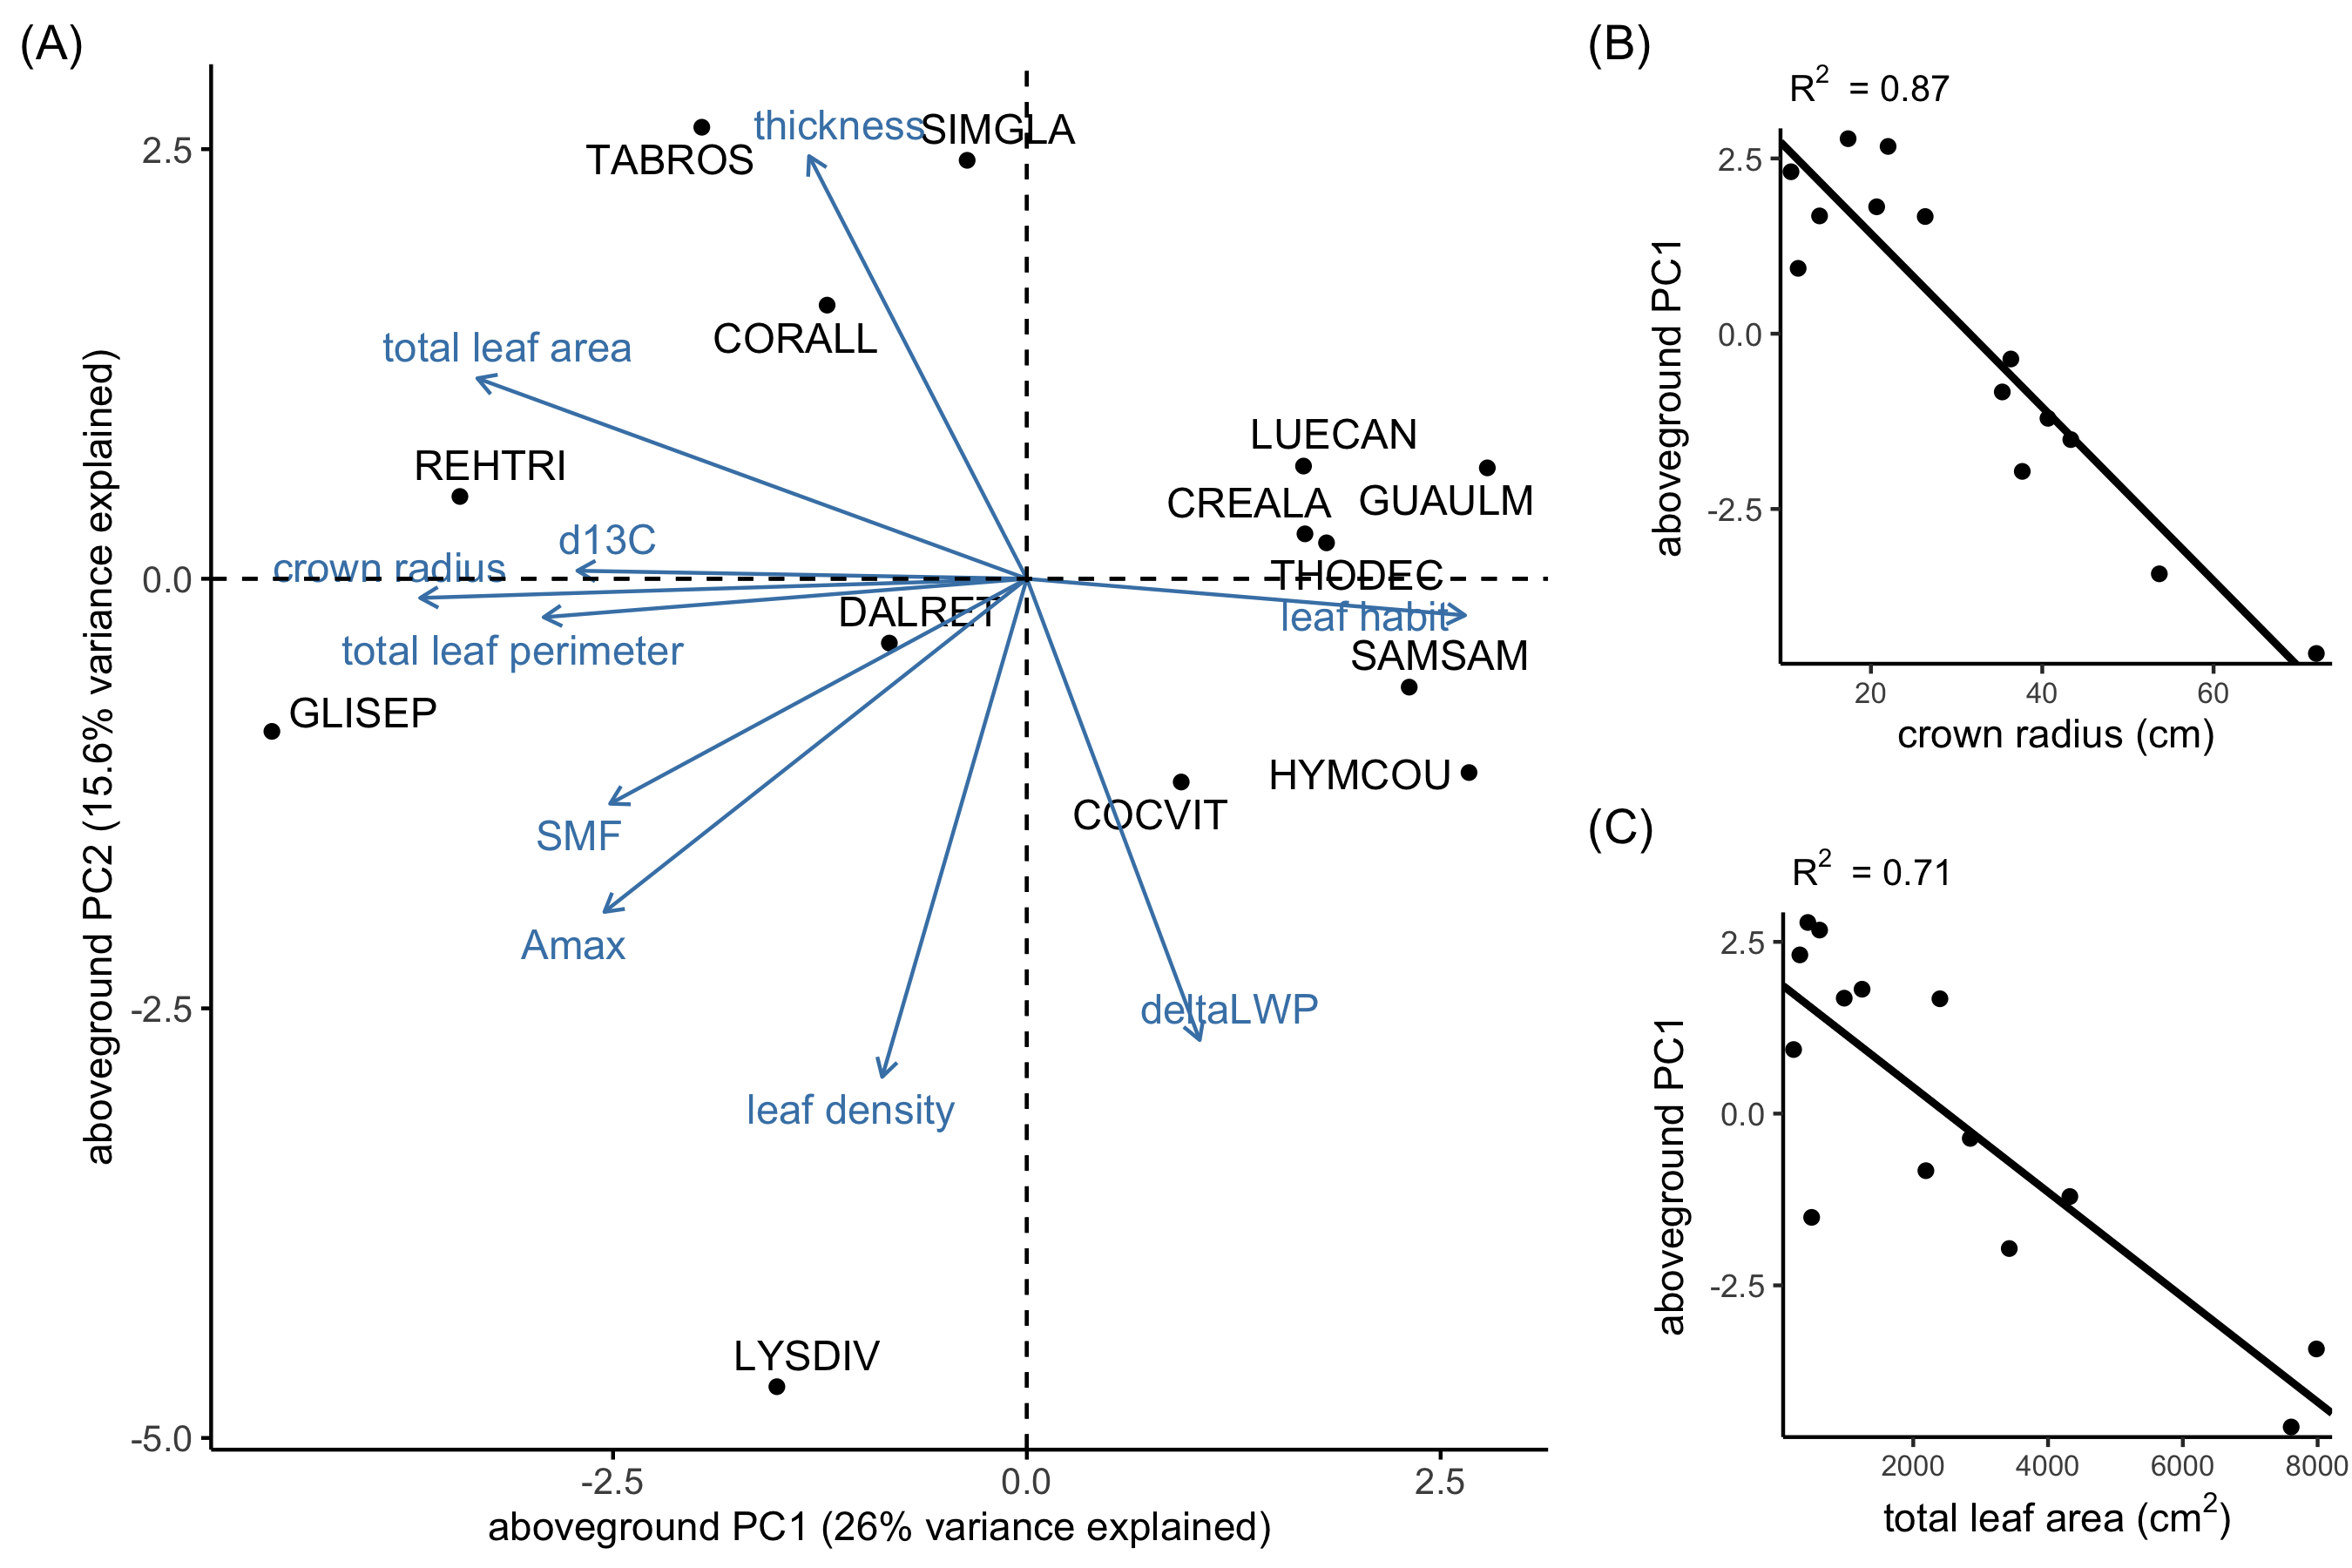 (A)
2.5
0.0
-2.5
-5.0
aboveground PC2 (15.6% variance explained)
TABROS
thickness
SIMGLA
CORALL
total leaf area
REHTRI
d13C
crown radius
total leaf perimeter
DALRET
GLISEP
SMF
Amax
leaf density
LYSDIV
LUECAN
CREALA
GUAULM
THODEC
leaf habit
SAMSAM
HYMCOU
COCVIT
deltaLWP
-2.5
0.0
2.5
aboveground PC1 (26% variance explained)
(B)
R² = 0.87
2.5
0.0
-2.5
aboveground PC1
20
40
60
crown radius (cm)
(C)
R² = 0.71
2.5
0.0
-2.5
aboveground PC1
2000
4000
6000
8000
total leaf area (cm²)